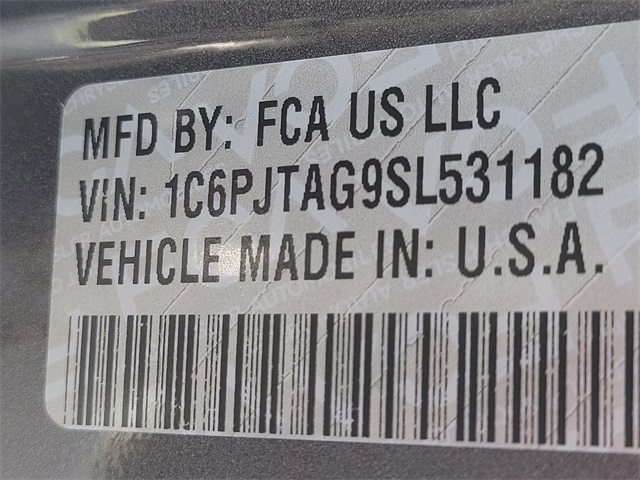 MFD BY: FCA US LLC
VIN: 1C6PJTAG9SL531182
VEHICLE MADE IN: U.S.A.